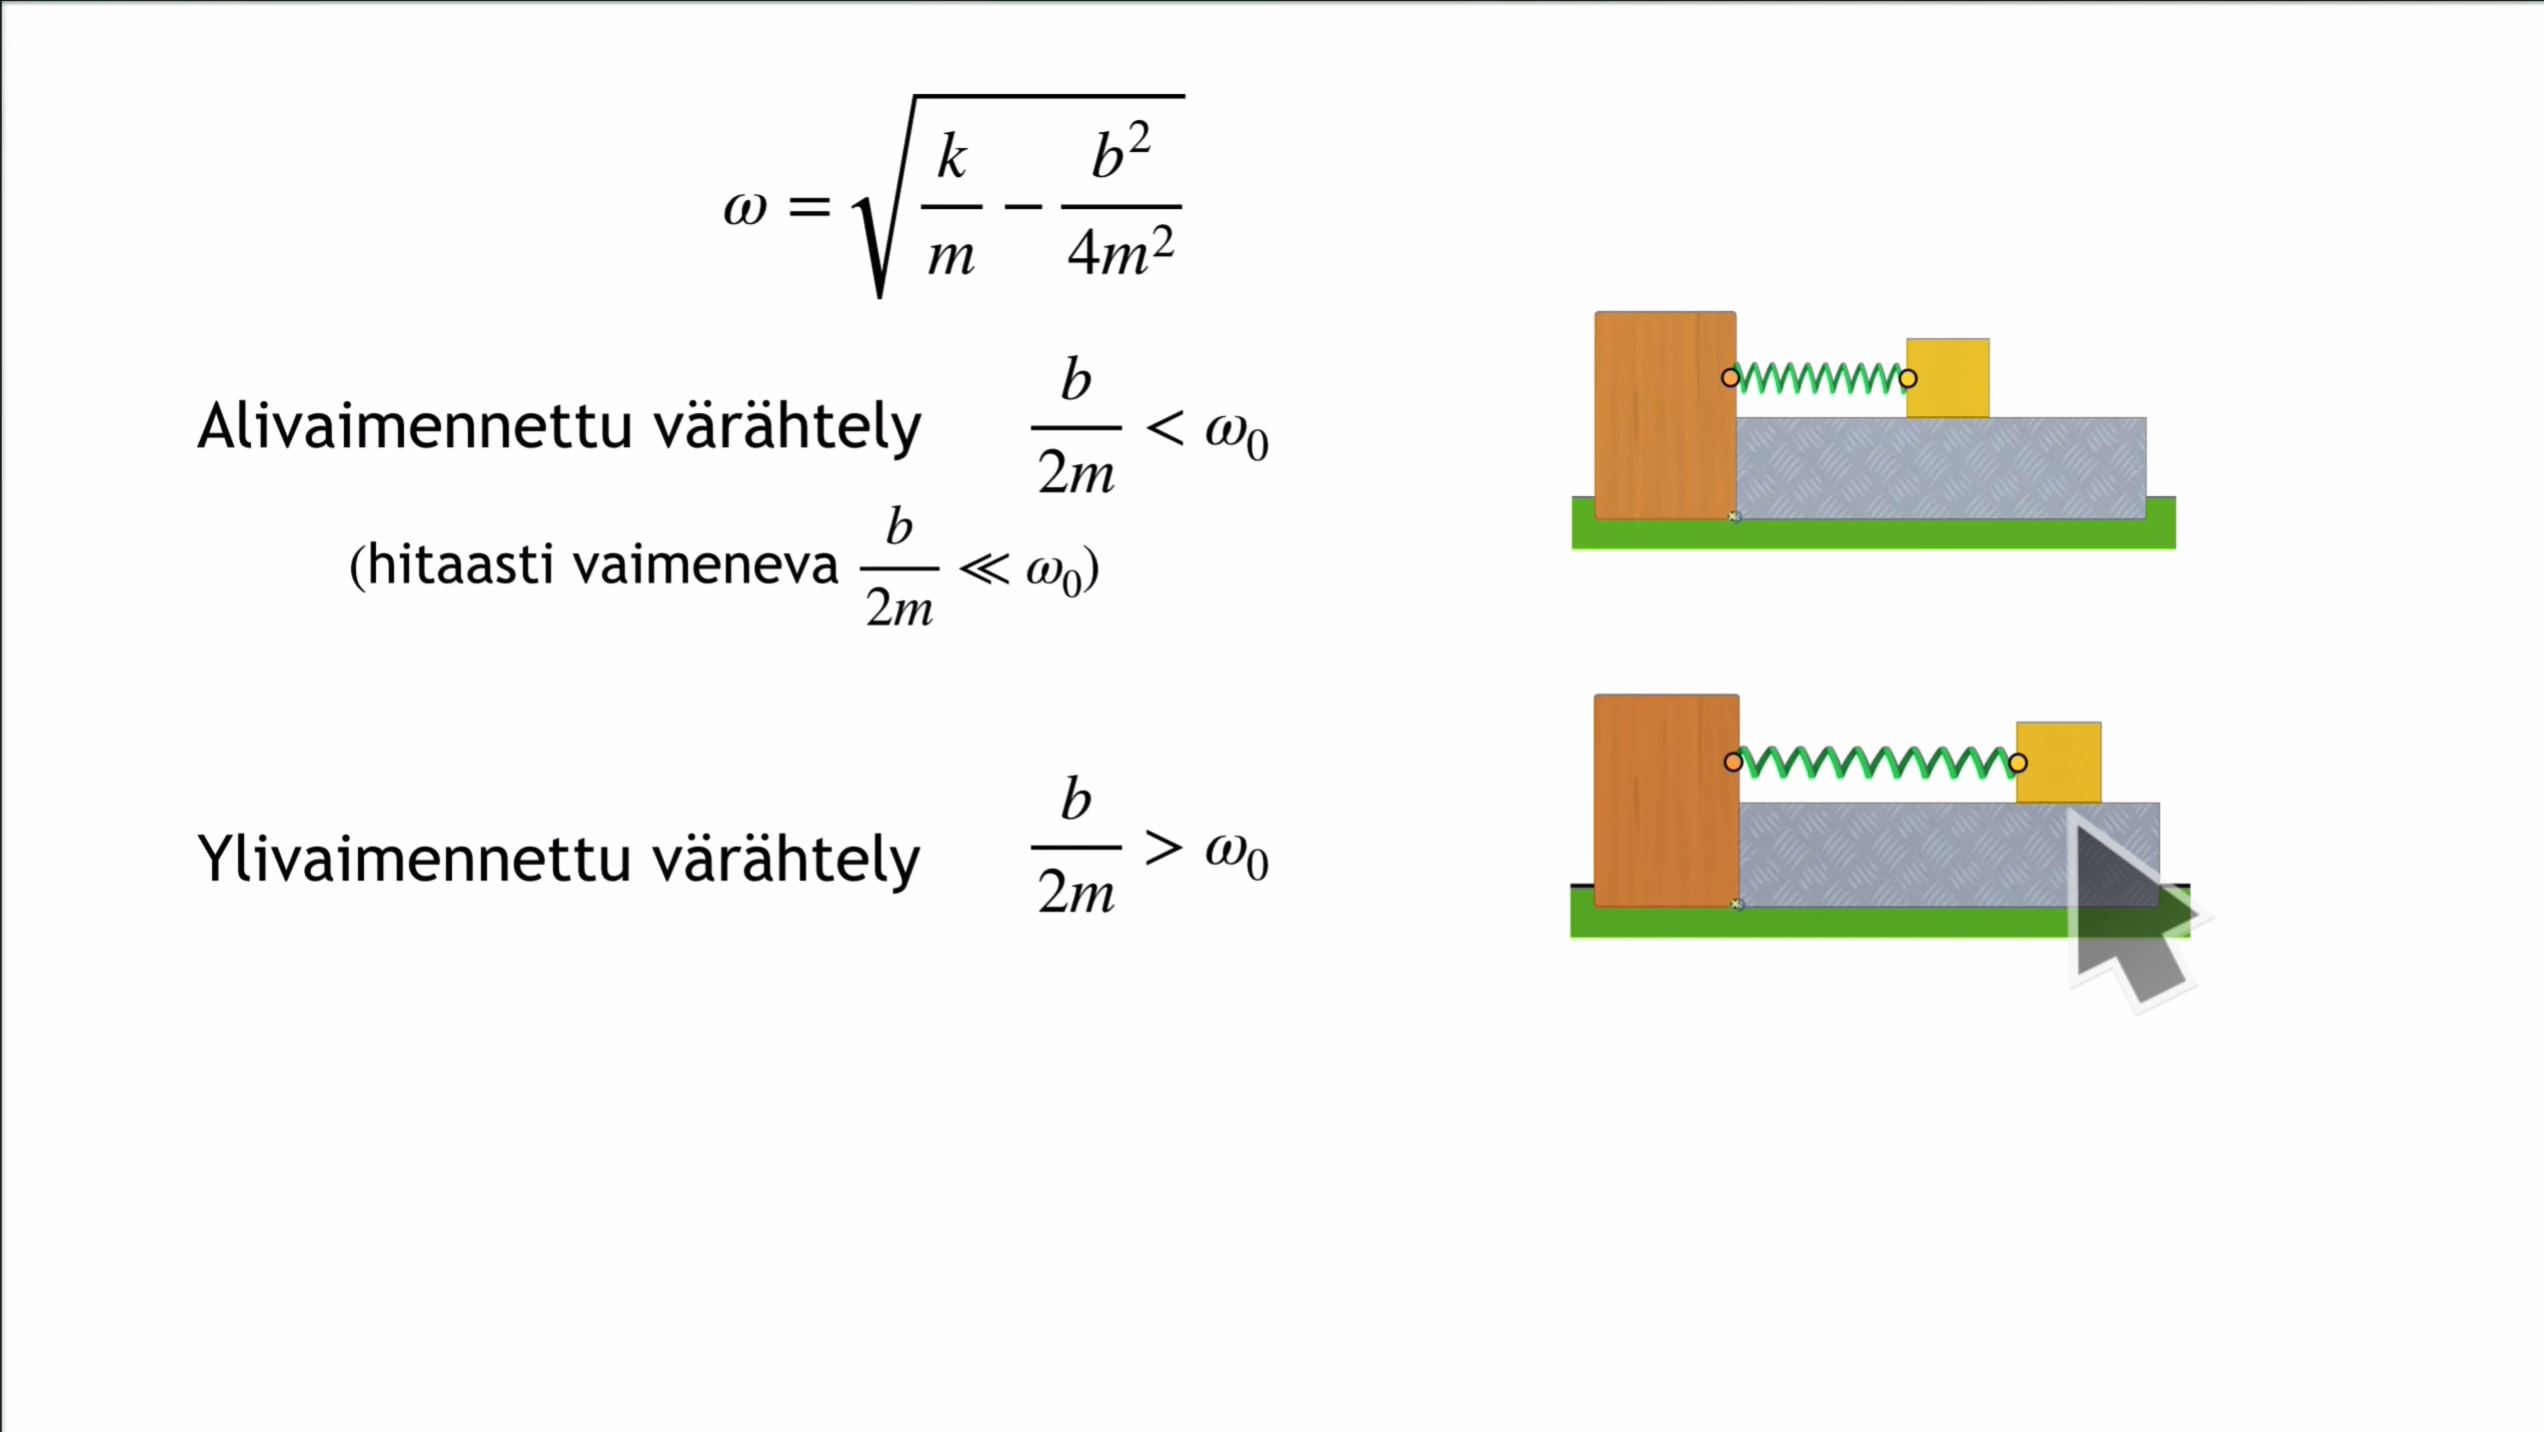 ω = √(k/m − b²/4m²)
Alivaimennettu värähtely b/2m < ω₀
(hitaasti vaimeneva b/2m ≪ ω₀)
Ylivaimennettu värähtely b/2m > ω₀